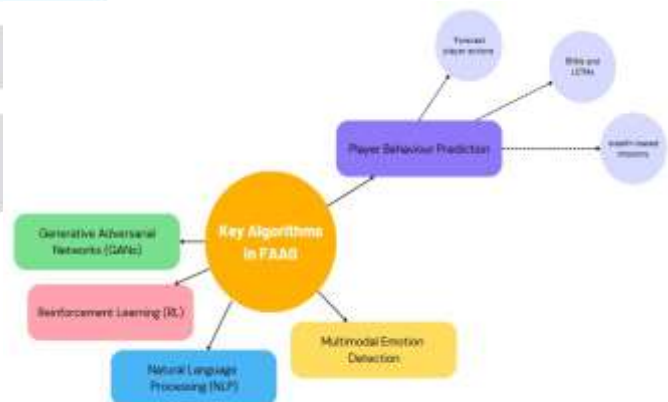 Forecast
player actions
RNNs and
LSTMs
Player Behaviour Prediction
Key Algorithms
in FAAG
Generative Adversarial
Networks (GANs)
Reinforcement Learning (RL)
Multimodal Emotion
Detection
Natural Language
Processing (NLP)